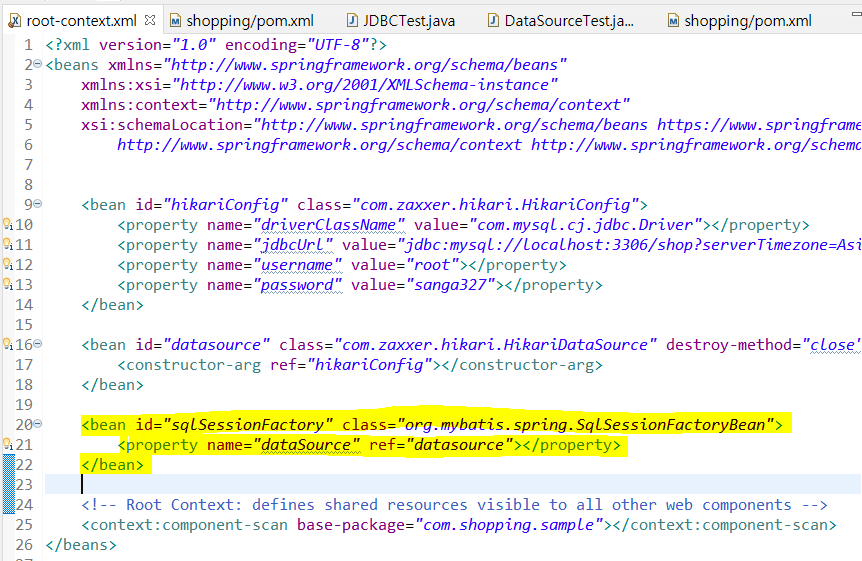 root-context.xml shopping/pom.xml JDBCTest.java DataSourceTest.ja... shopping/pom.xml
1 <?xml version="1.0" encoding="UTF-8"?>
2 <beans xmlns="http://www.springframework.org/schema/beans"
3 xmlns:xsi="http://www.w3.org/2001/XMLSchema-instance"
4 xmlns:context="http://www.springframework.org/schema/context"
5 xsi:schemaLocation="http://www.springframework.org/schema/beans https://www.springframe
6 http://www.springframework.org/schema/context http://www.springframework.org/schema
7
8
9 <bean id="hikariConfig" class="com.zaxxer.hikari.HikariConfig">
10 <property name="driverClassName" value="com.mysql.cj.jdbc.Driver"></property>
11 <property name="jdbcUrl" value="jdbc:mysql://localhost:3306/shop?serverTimezone=Asi
12 <property name="username" value="root"></property>
13 <property name="password" value="sanga327"></property>
14 </bean>
15
16 <bean id="datasource" class="com.zaxxer.hikari.HikariDataSource" destroy-method="close"
17 <constructor-arg ref="hikariConfig"></constructor-arg>
18 </bean>
19
20 <bean id="sqlSessionFactory" class="org.mybatis.spring.SqlSessionFactoryBean">
21 <property name="dataSource" ref="datasource"></property>
22 </bean>
23
24 <!-- Root Context: defines shared resources visible to all other web components -->
25 <context:component-scan base-package="com.shopping.sample"></context:component-scan>
26 </beans>